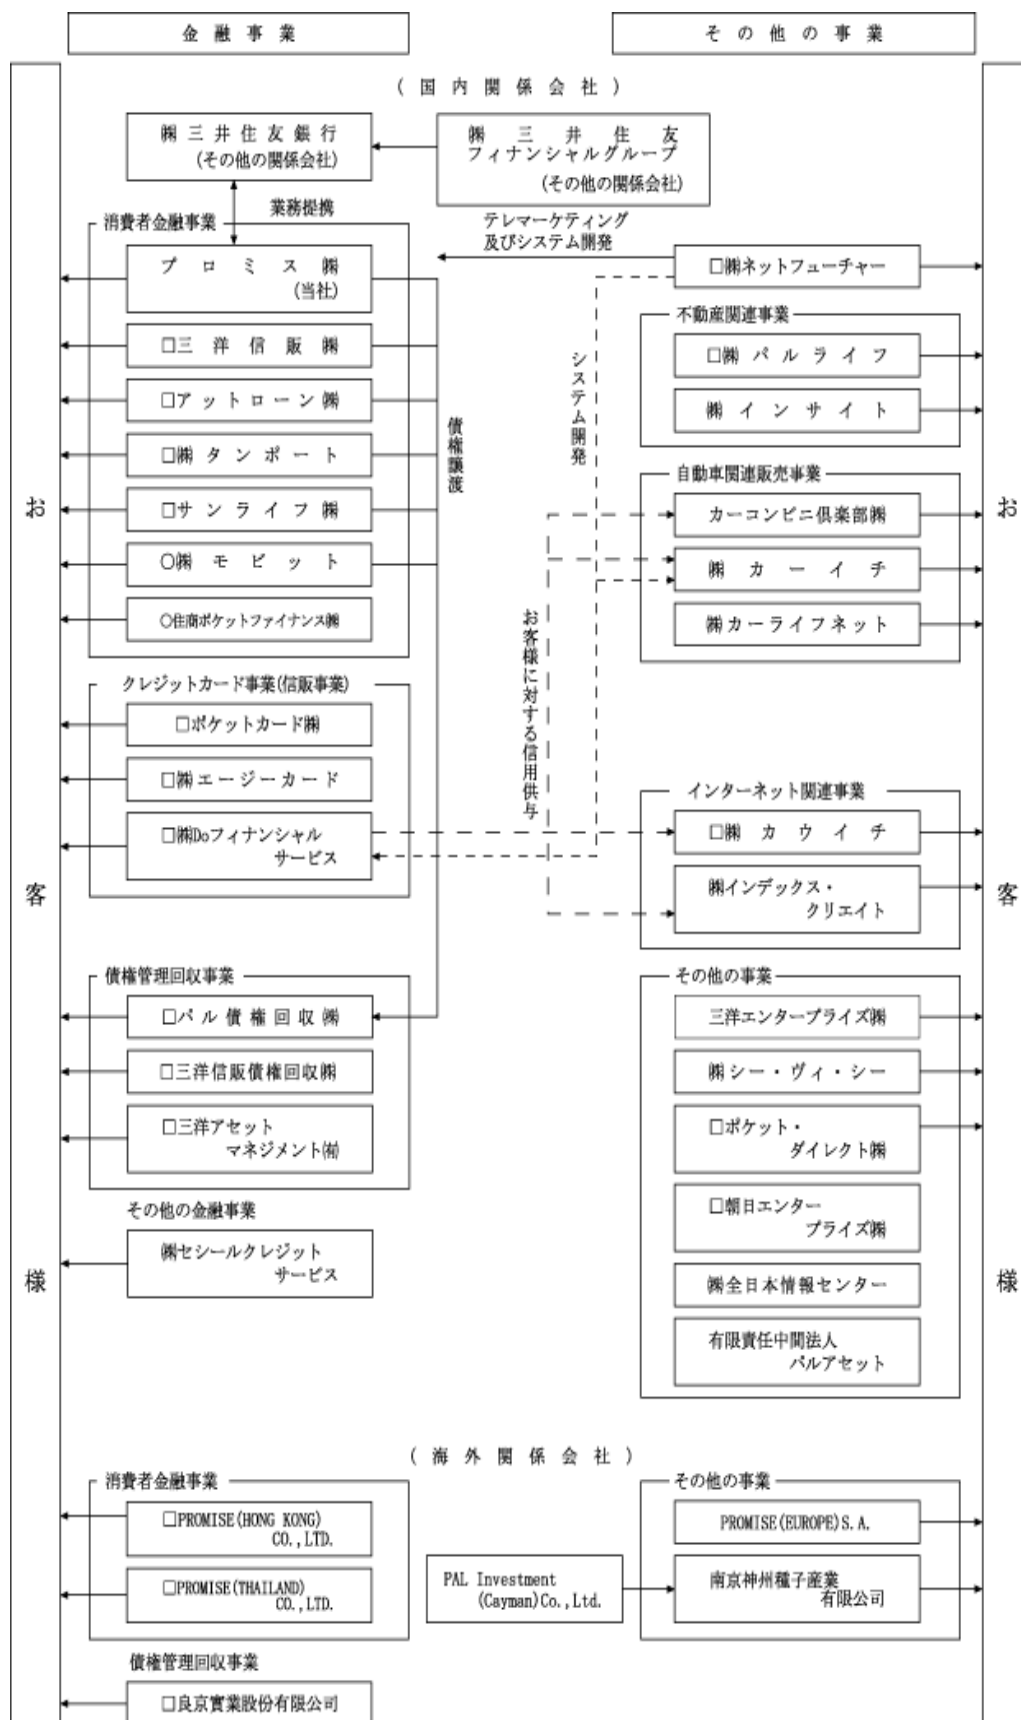 金融事業
その他の事業
(国内関係会社)
㈱三井住友銀行
(その他の関係会社)
㈱三井住友
フィナンシャルグループ
(その他の関係会社)
業務提携
テレマーケティング
及びシステム開発
消費者金融事業
プロミス㈱
(当社)
□三洋信販㈱
□アットローン㈱
□㈱タンポート
□サンライフ㈱
○㈱モビット
○住商ポケットファイナンス㈱
債権譲渡
システム開発
お客様に対する信用供与
□㈱ネットフューチャー
不動産関連事業
□㈱パルライフ
㈱インサイト
自動車関連販売事業
カーコンビニ倶楽部㈱
㈱カーイチ
㈱カーライフネット
クレジットカード事業(信販事業)
□ポケットカード㈱
□㈱エージーカード
□㈱Doフィナンシャル
サービス
インターネット関連事業
□㈱カウイチ
㈱インデックス・
クリエイト
債権管理回収事業
□パル債権回収㈱
□三洋信販債権回収㈱
□三洋アセット
マネジメント㈲
その他の金融事業
㈱セシールクレジット
サービス
その他の事業
三洋エンタープライズ㈱
㈱シー・ヴィ・シー
□ポケット・
ダイレクト㈱
□朝日エンター
プライズ㈱
㈱全日本情報センター
有限責任中間法人
パルアセット
お客様
お客様
(海外関係会社)
消費者金融事業
□PROMISE(HONG KONG)
CO.,LTD.
□PROMISE(THAILAND)
CO.,LTD.
PAL Investment
(Cayman)Co.,Ltd.
その他の事業
PROMISE(EUROPE)S.A.
南京神州種子産業
有限公司
債権管理回収事業
□良京實業股份有限公司